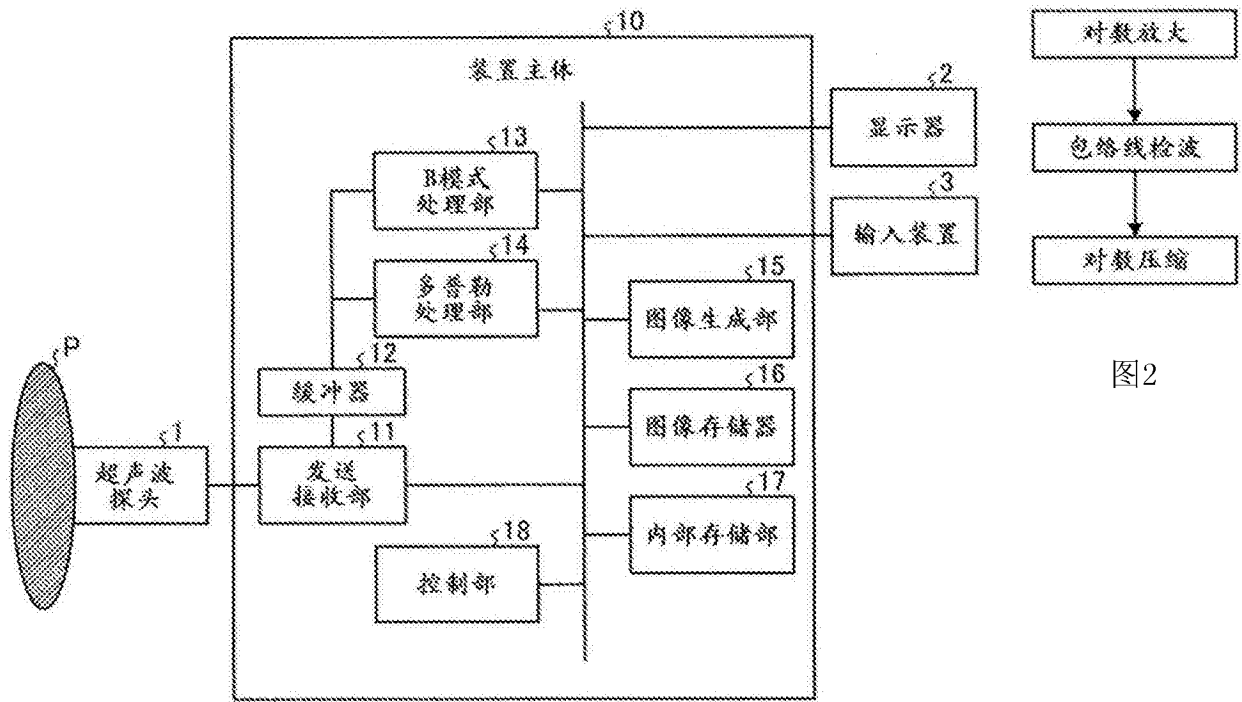 10
装置主体
13
B模式
处理部
14
多普勒
处理部
12
缓冲器
11
发送
接收部
18
控制部
P
1
超声波
探头
2
显示器
3
输入装置
15
图像生成部
16
图像存储器
17
内部存储部
对数放大
包络线检波
对数压缩
图2